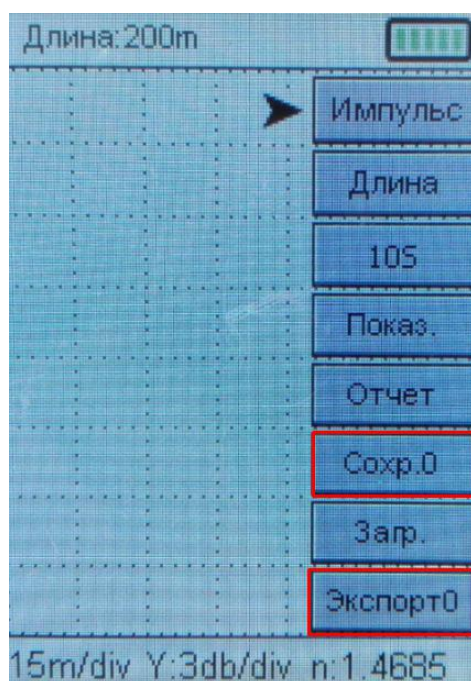 Длина:200m
Импульс
Длина
10S
Показ.
Отчет
Сохр.0
Загр.
Экспорт0
15m/div Y:3db/div n:1.4685